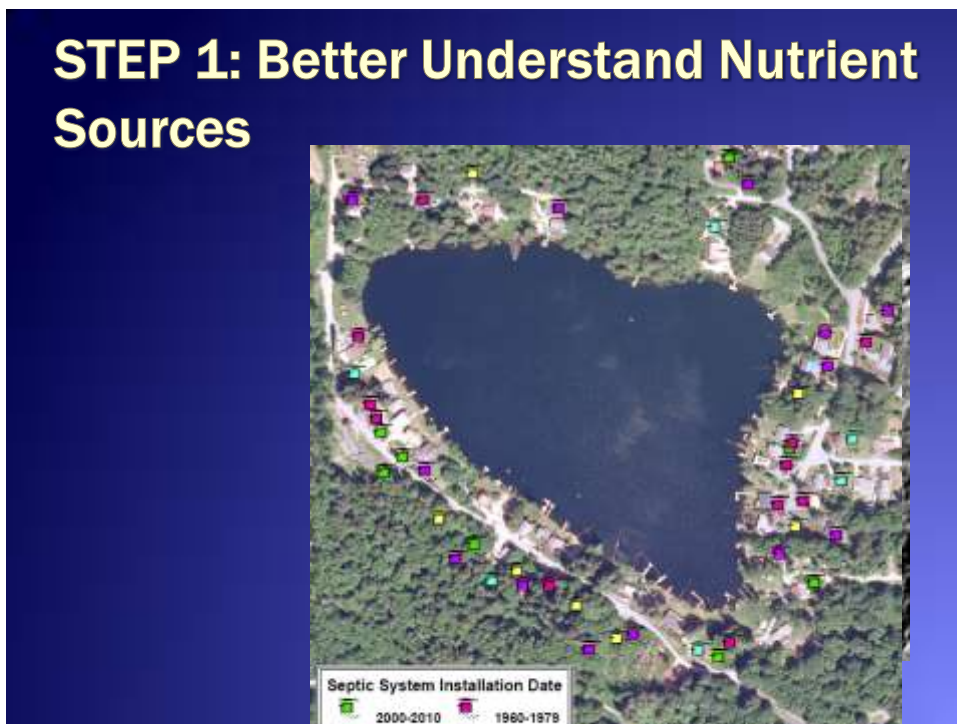 STEP 1: Better Understand Nutrient
Sources
Septic System Installation Date
2000-2010 1960-1979